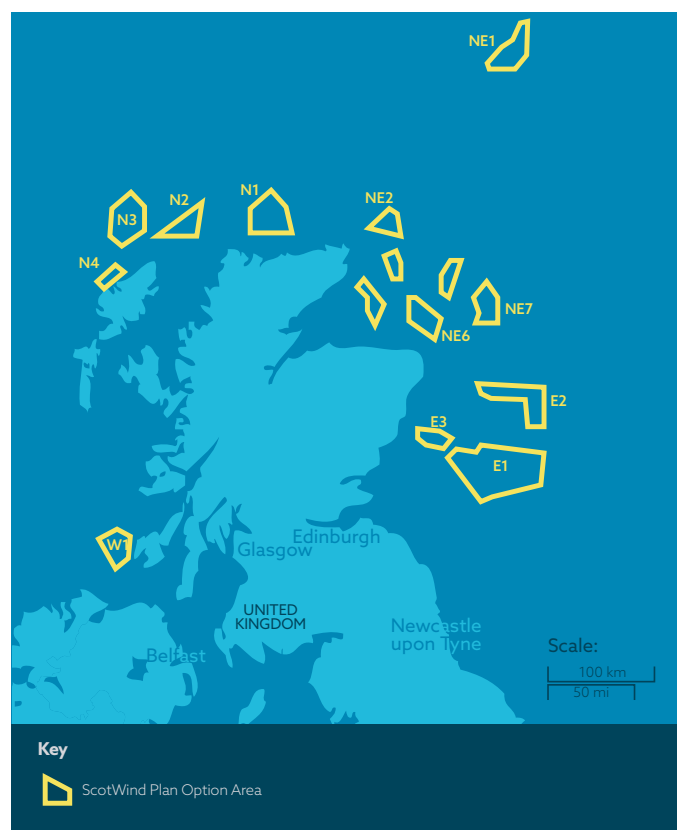 NE1
N1
N2
NE2
N3
N4
NE7
NE6
E2
E3
E1
W1
Edinburgh
Glasgow
UNITED
KINGDOM
Newcastle
upon Tyne
Belfast
Scale:
100 km
50 mi
Key
ScotWind Plan Option Area